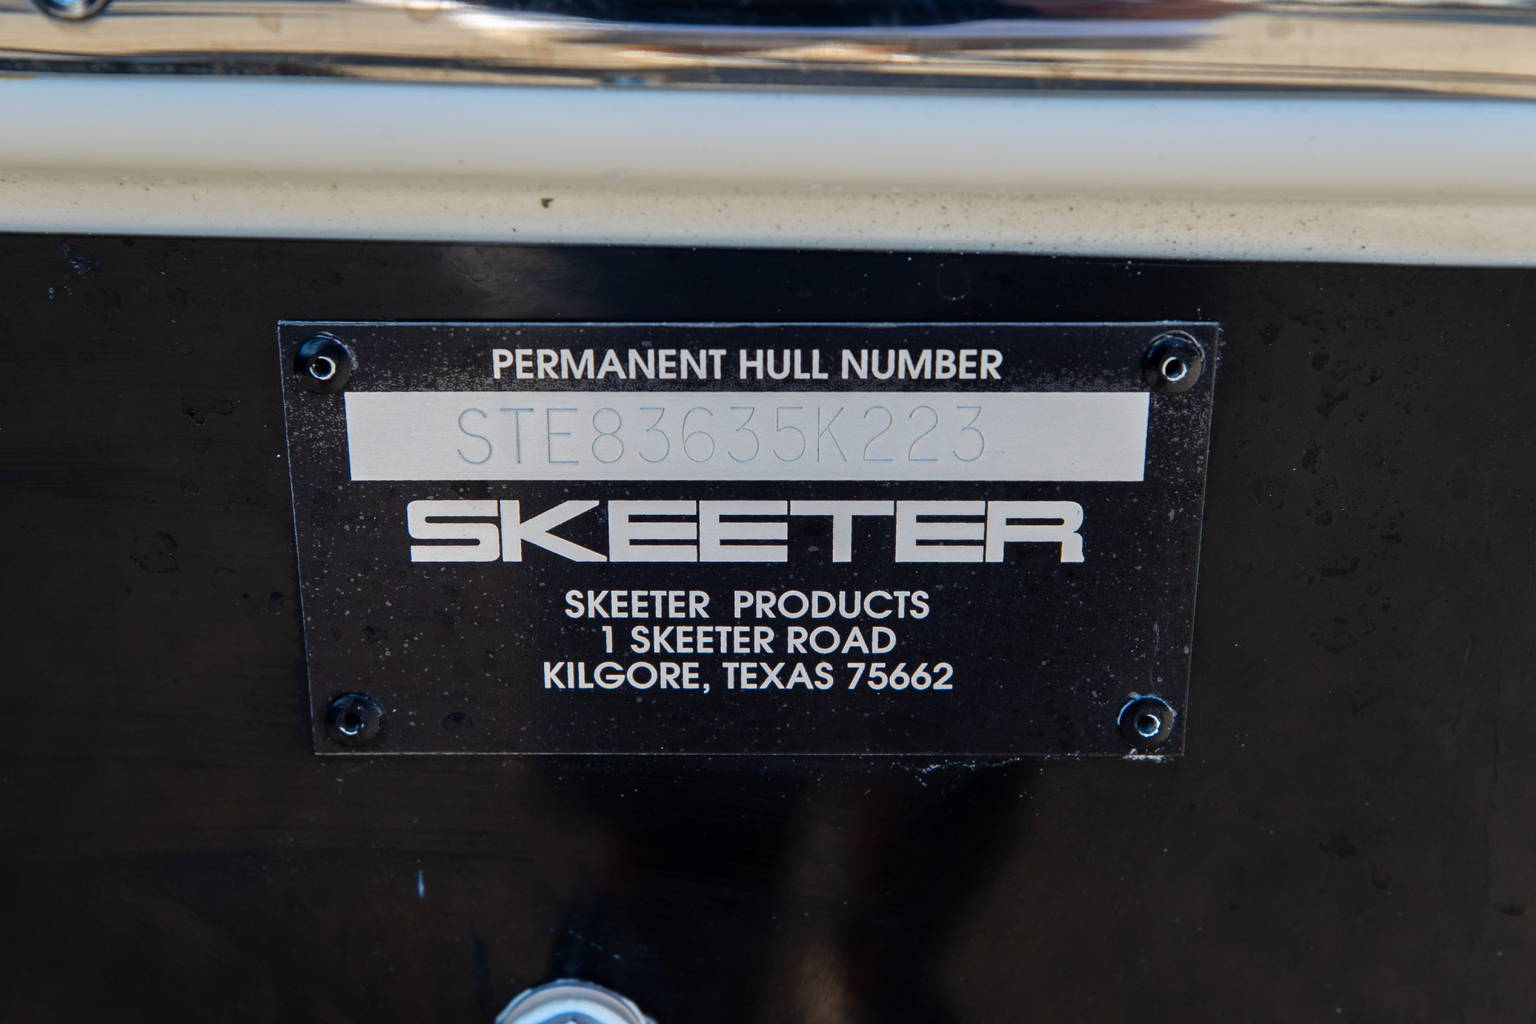 PERMANENT HULL NUMBER
STE83635K223
SKEETER
SKEETER PRODUCTS
1 SKEETER ROAD
KILGORE, TEXAS 75662